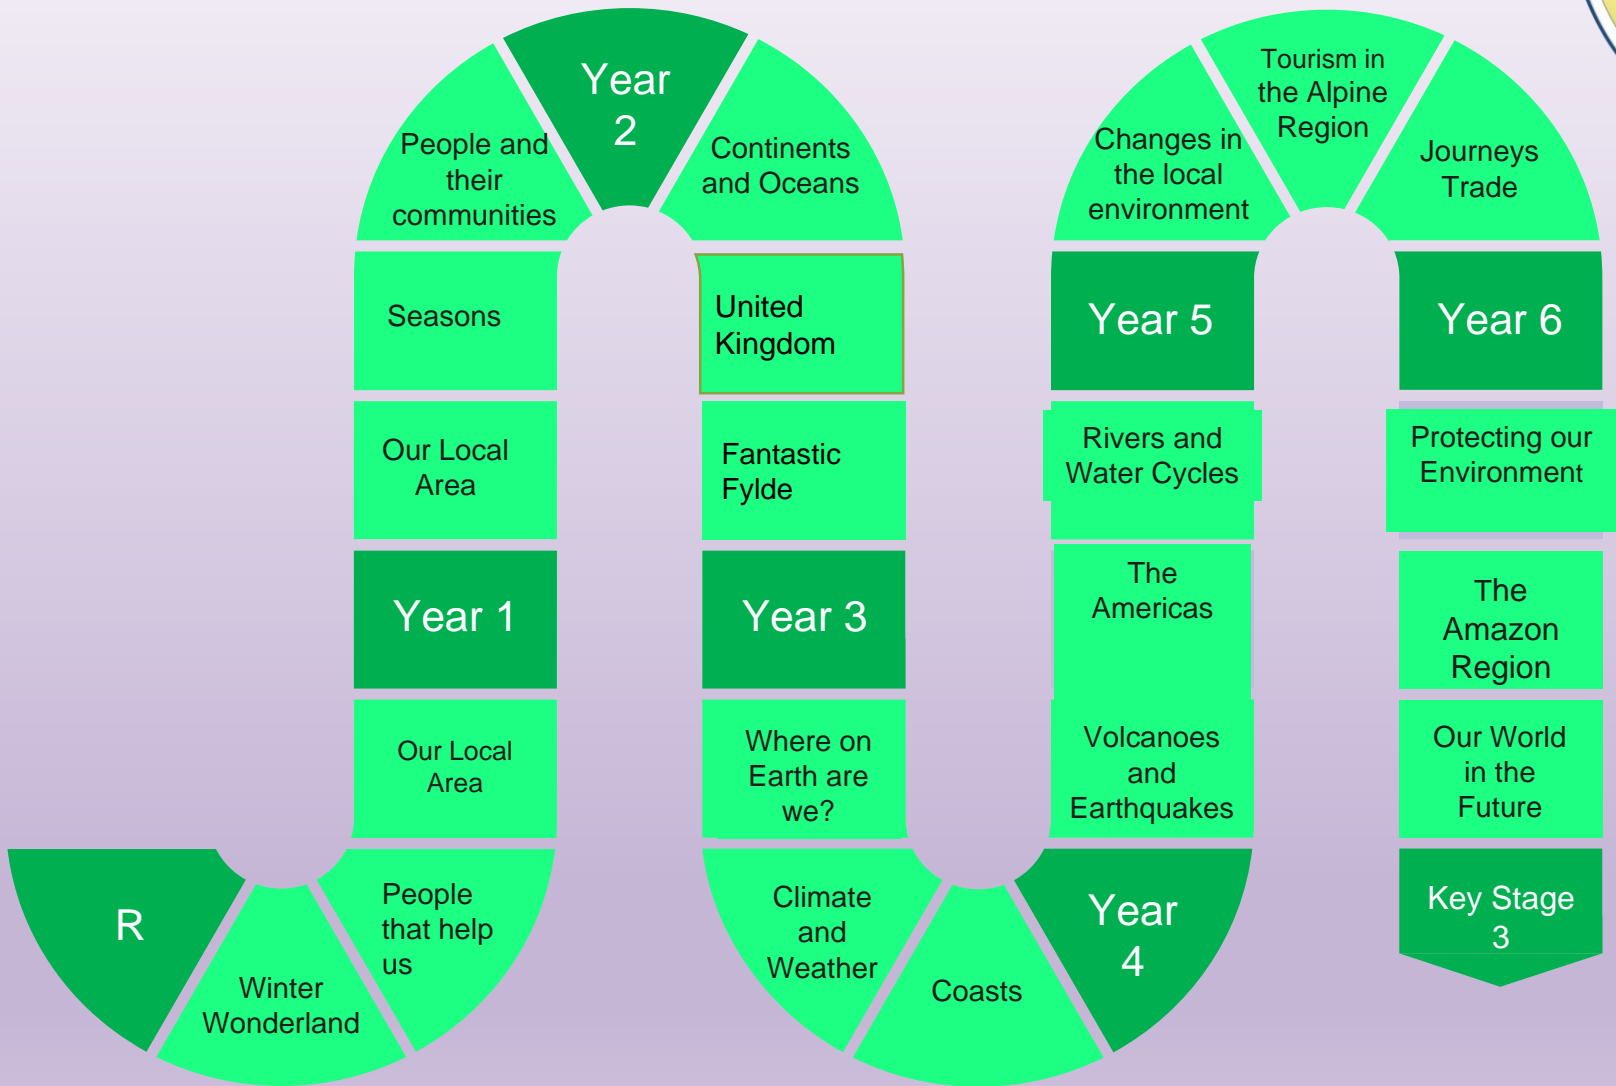 R
Winter
Wonderland
People
that help
us
Our Local
Area
Year 1
Our Local
Area
Seasons
People and
their
communities
Year
2
Continents
and Oceans
United
Kingdom
Fantastic
Fylde
Year 3
Where on
Earth are
we?
Climate
and
Weather
Coasts
Year
4
Volcanoes
and
Earthquakes
The
Americas
Rivers and
Water Cycles
Year 5
Changes in
the local
environment
Tourism in
the Alpine
Region
Journeys
Trade
Year 6
Protecting our
Environment
The
Amazon
Region
Our World
in the
Future
Key Stage
3